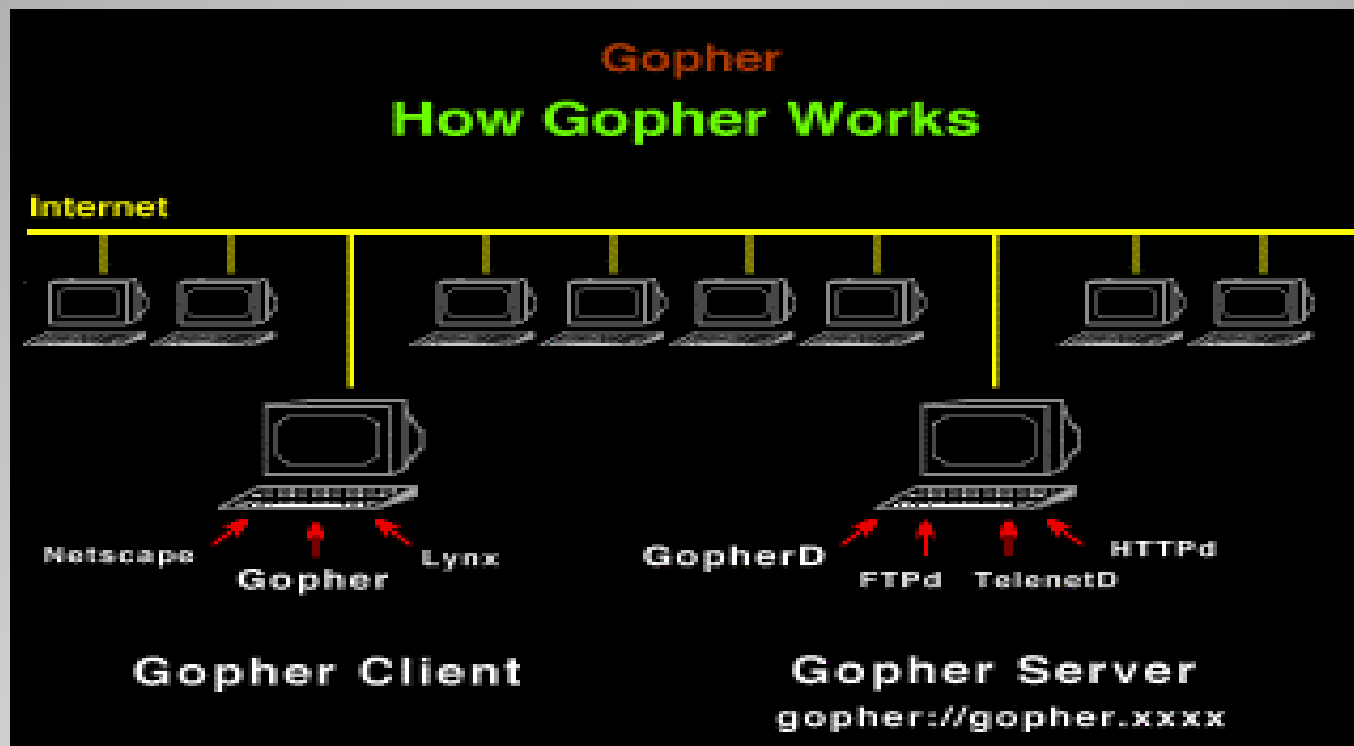 Gopher
How Gopher Works
Internet
Netscape
Gopher
Lynx
GopherD
FTPd
TelenetD
HTTPd
Gopher Client
Gopher Server
gopher://gopher.xxxx